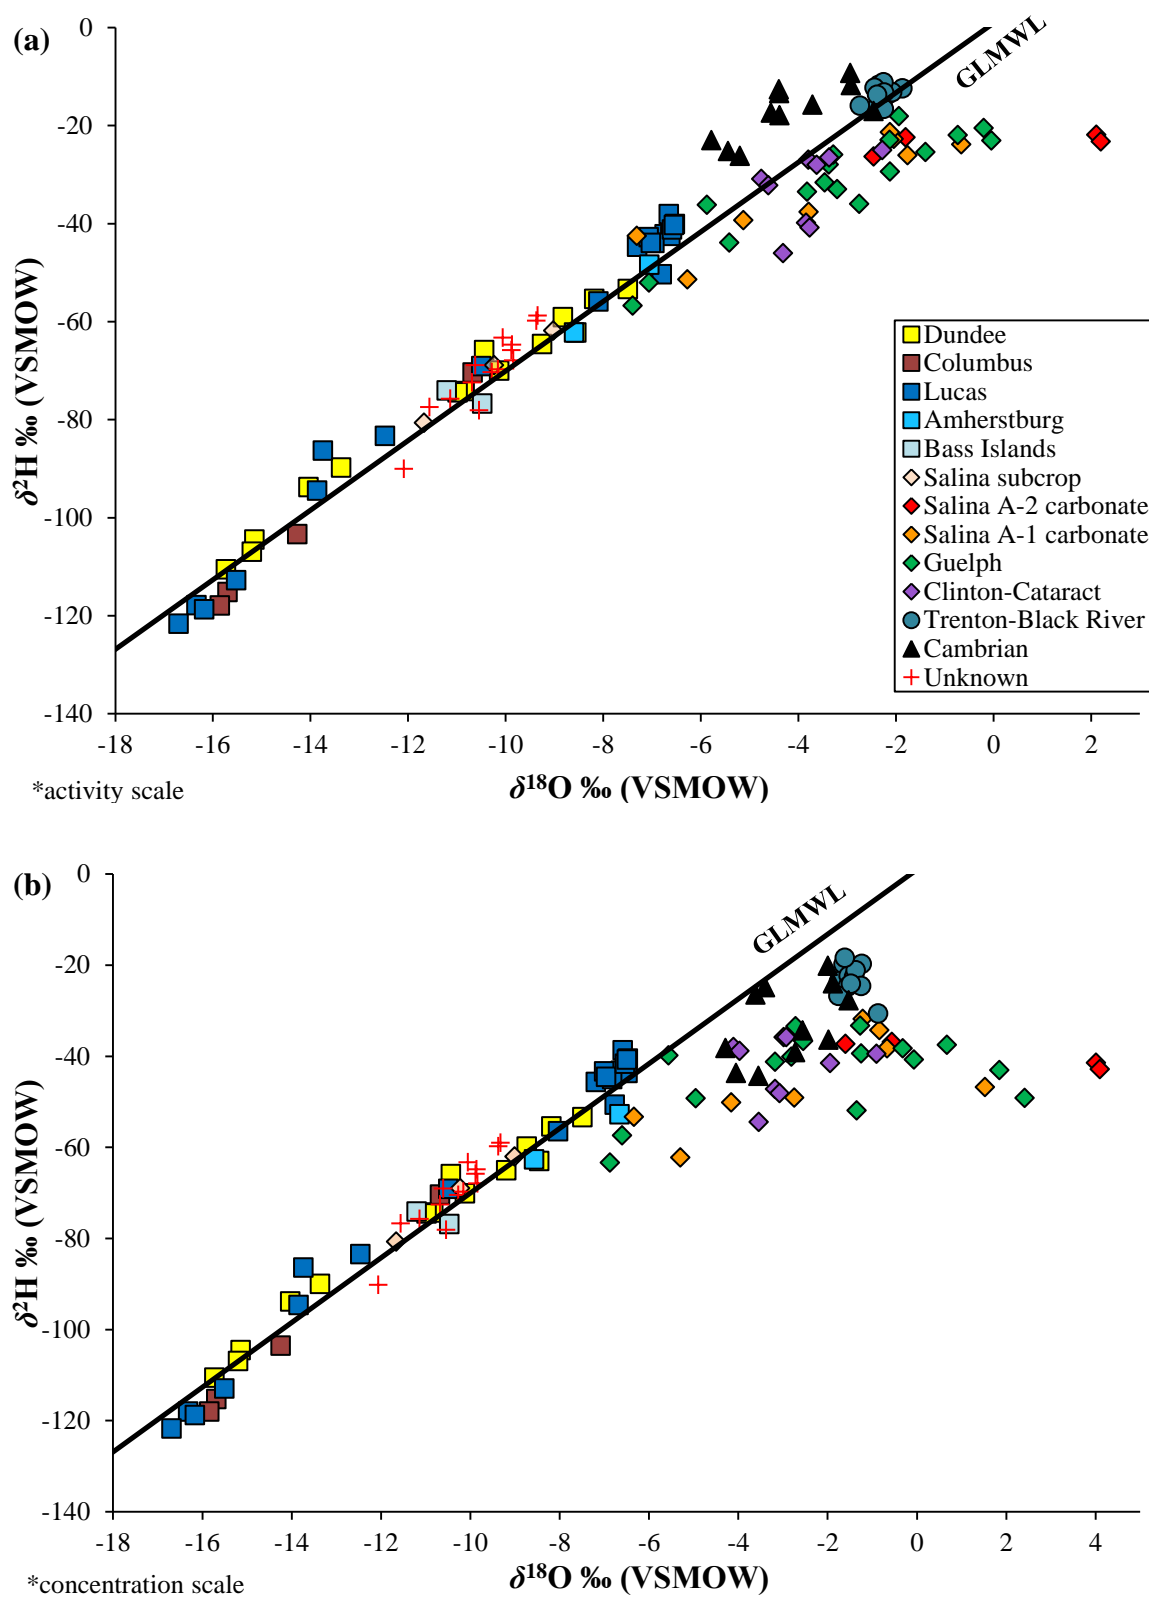 (a)
GLMWL
0
-20
-40
-60
-80
-100
-120
-140
δ²H ‰ (VSMOW)
Dundee
Columbus
Lucas
Amherstburg
Bass Islands
Salina subcrop
Salina A-2 carbonate
Salina A-1 carbonate
Guelph
Clinton-Cataract
Trenton-Black River
Cambrian
Unknown
-18 -16 -14 -12 -10 -8 -6 -4 -2 0 2
δ¹⁸O ‰ (VSMOW)
*activity scale
(b)
GLMWL
0
-20
-40
-60
-80
-100
-120
-140
δ²H ‰ (VSMOW)
-18 -16 -14 -12 -10 -8 -6 -4 -2 0 2 4
δ¹⁸O ‰ (VSMOW)
*concentration scale